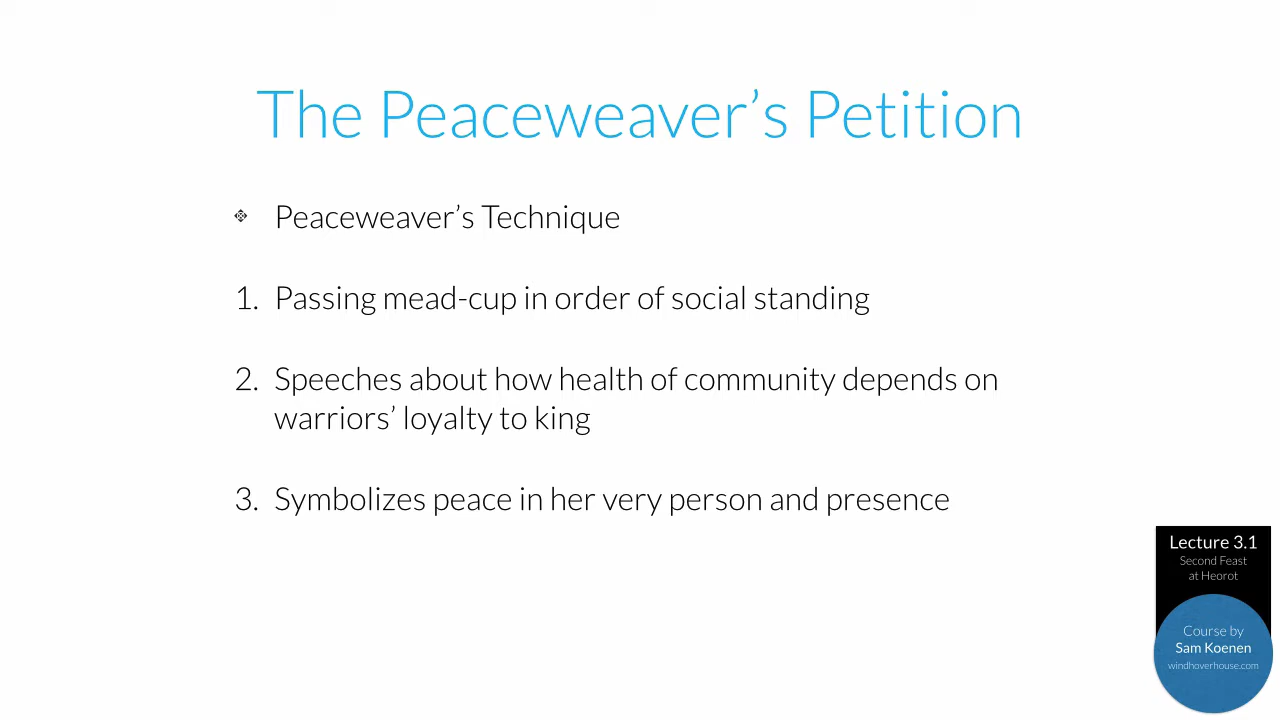 The Peaceweaver’s Petition
Peaceweaver’s Technique
1. Passing mead-cup in order of social standing
2. Speeches about how health of community depends on
warriors’ loyalty to king
3. Symbolizes peace in her very person and presence
Lecture 3.1
Second Feast
at Heorot
Course by
Sam Koenen
windhoverhouse.com